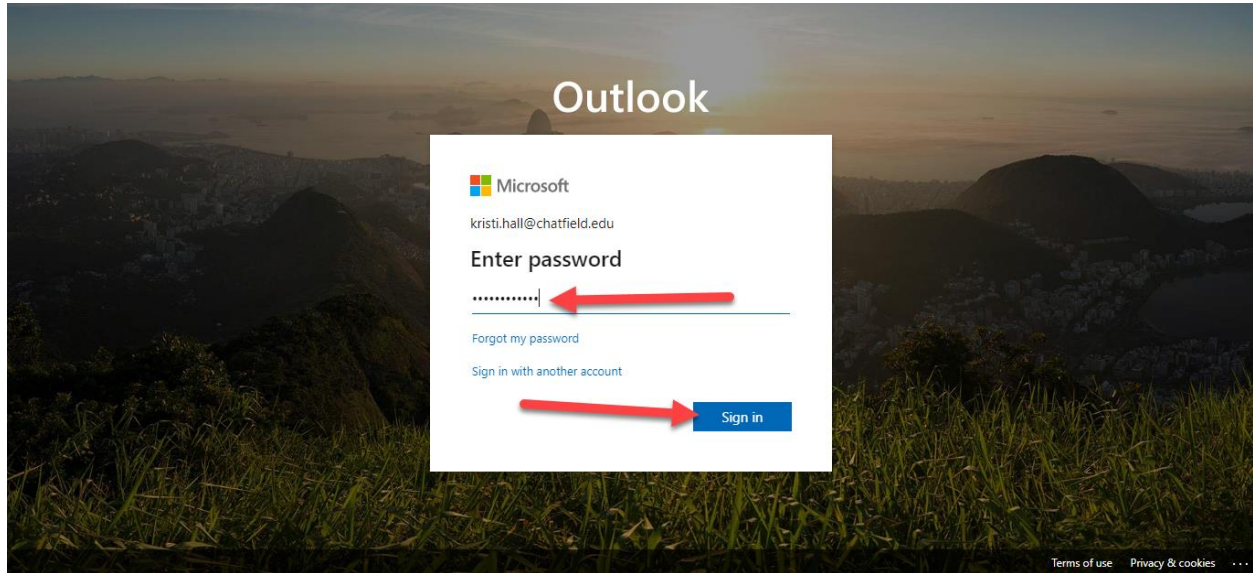 Outlook
Microsoft
kristi.hall@chatfield.edu
Enter password
••••••••••••
Forgot my password
Sign in with another account
Sign in
Terms of use Privacy & cookies ...